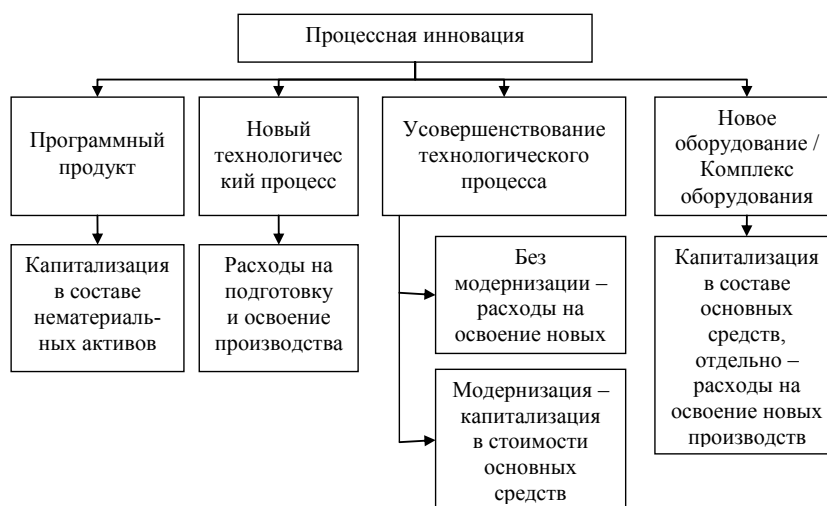 Процессная инновация
Программный
продукт
Новый
технологичес
кий процесс
Усовершенствование
технологического
процесса
Новое
оборудование /
Комплекс
оборудования
Капитализация
в составе
нематериаль-
ных активов
Расходы на
подготовку
и освоение
производства
Без
модернизации –
расходы на
освоение новых
Модернизация –
капитализация
в стоимости
основных
средств
Капитализация
в составе
основных
средств,
отдельно –
расходы на
освоение новых
производств